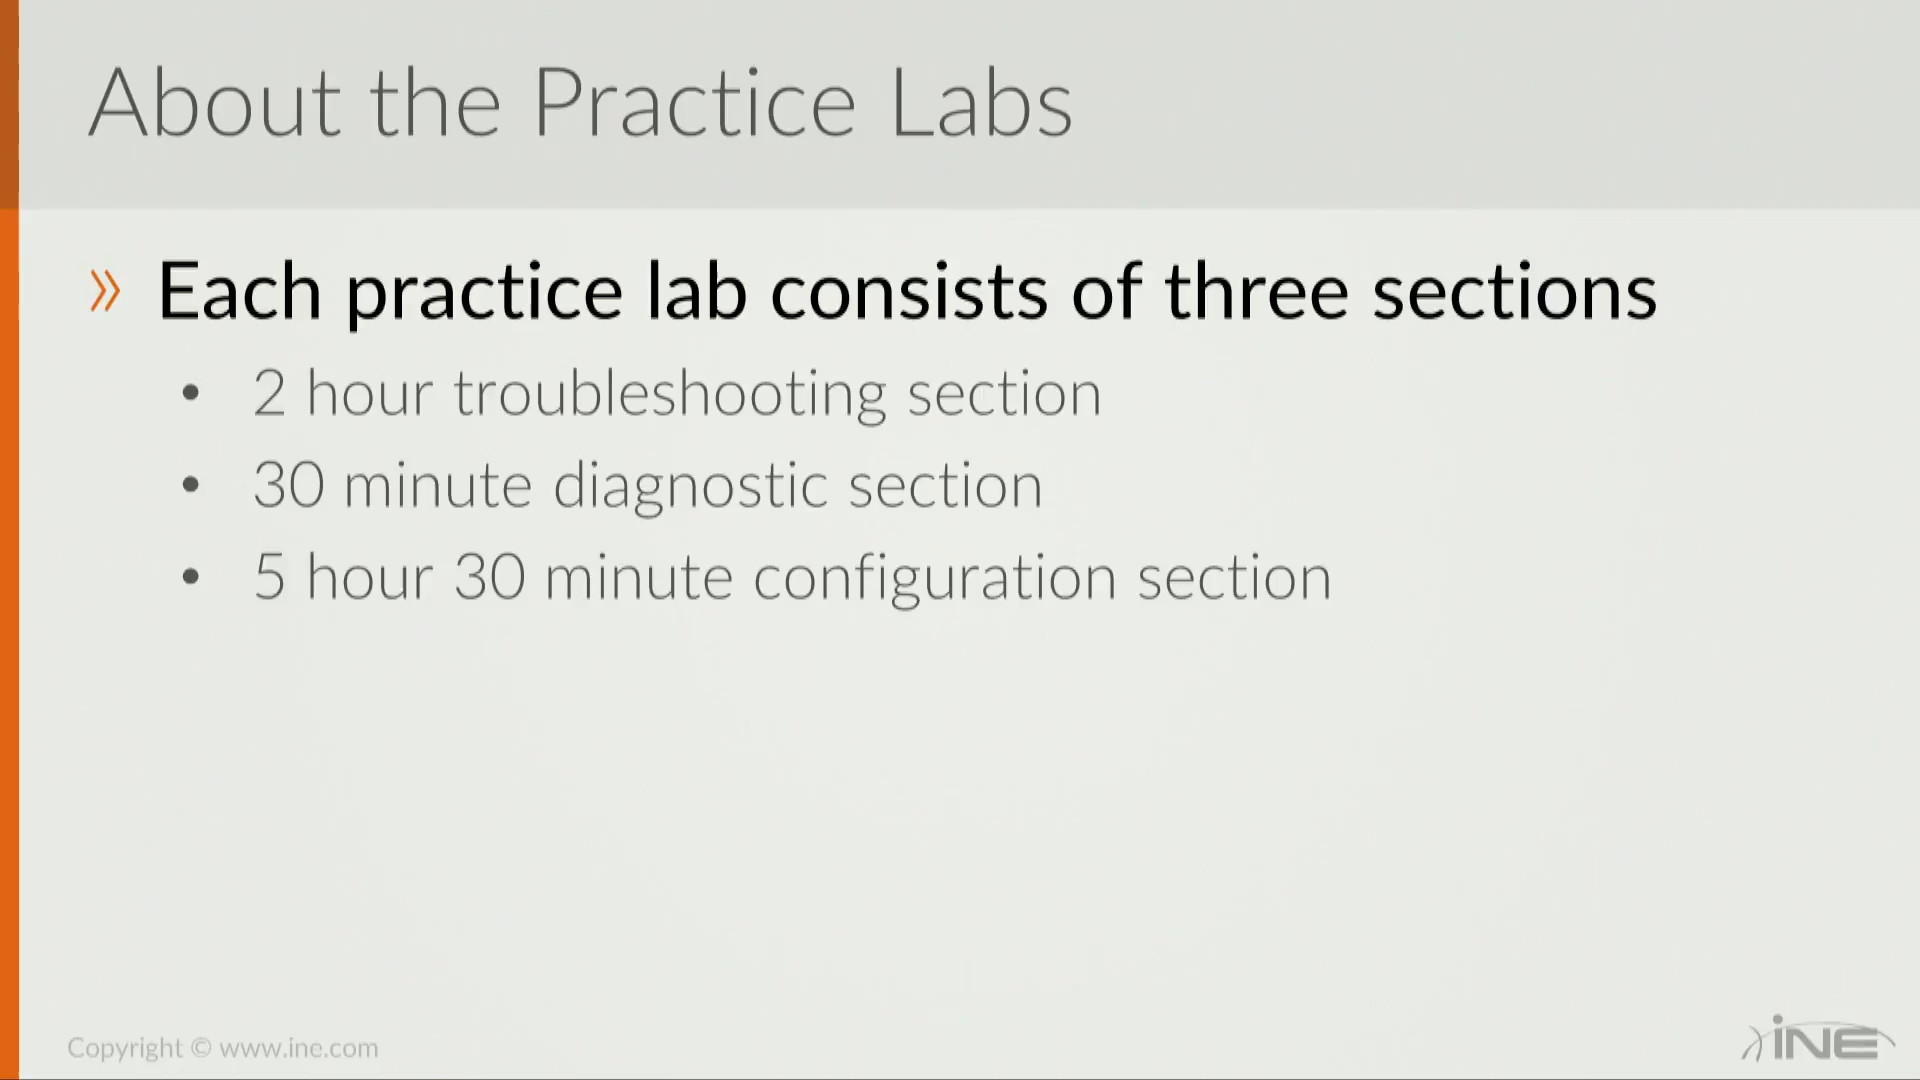 About the Practice Labs
» Each practice lab consists of three sections
• 2 hour troubleshooting section
• 30 minute diagnostic section
• 5 hour 30 minute configuration section
Copyright © www.ine.com
iNE